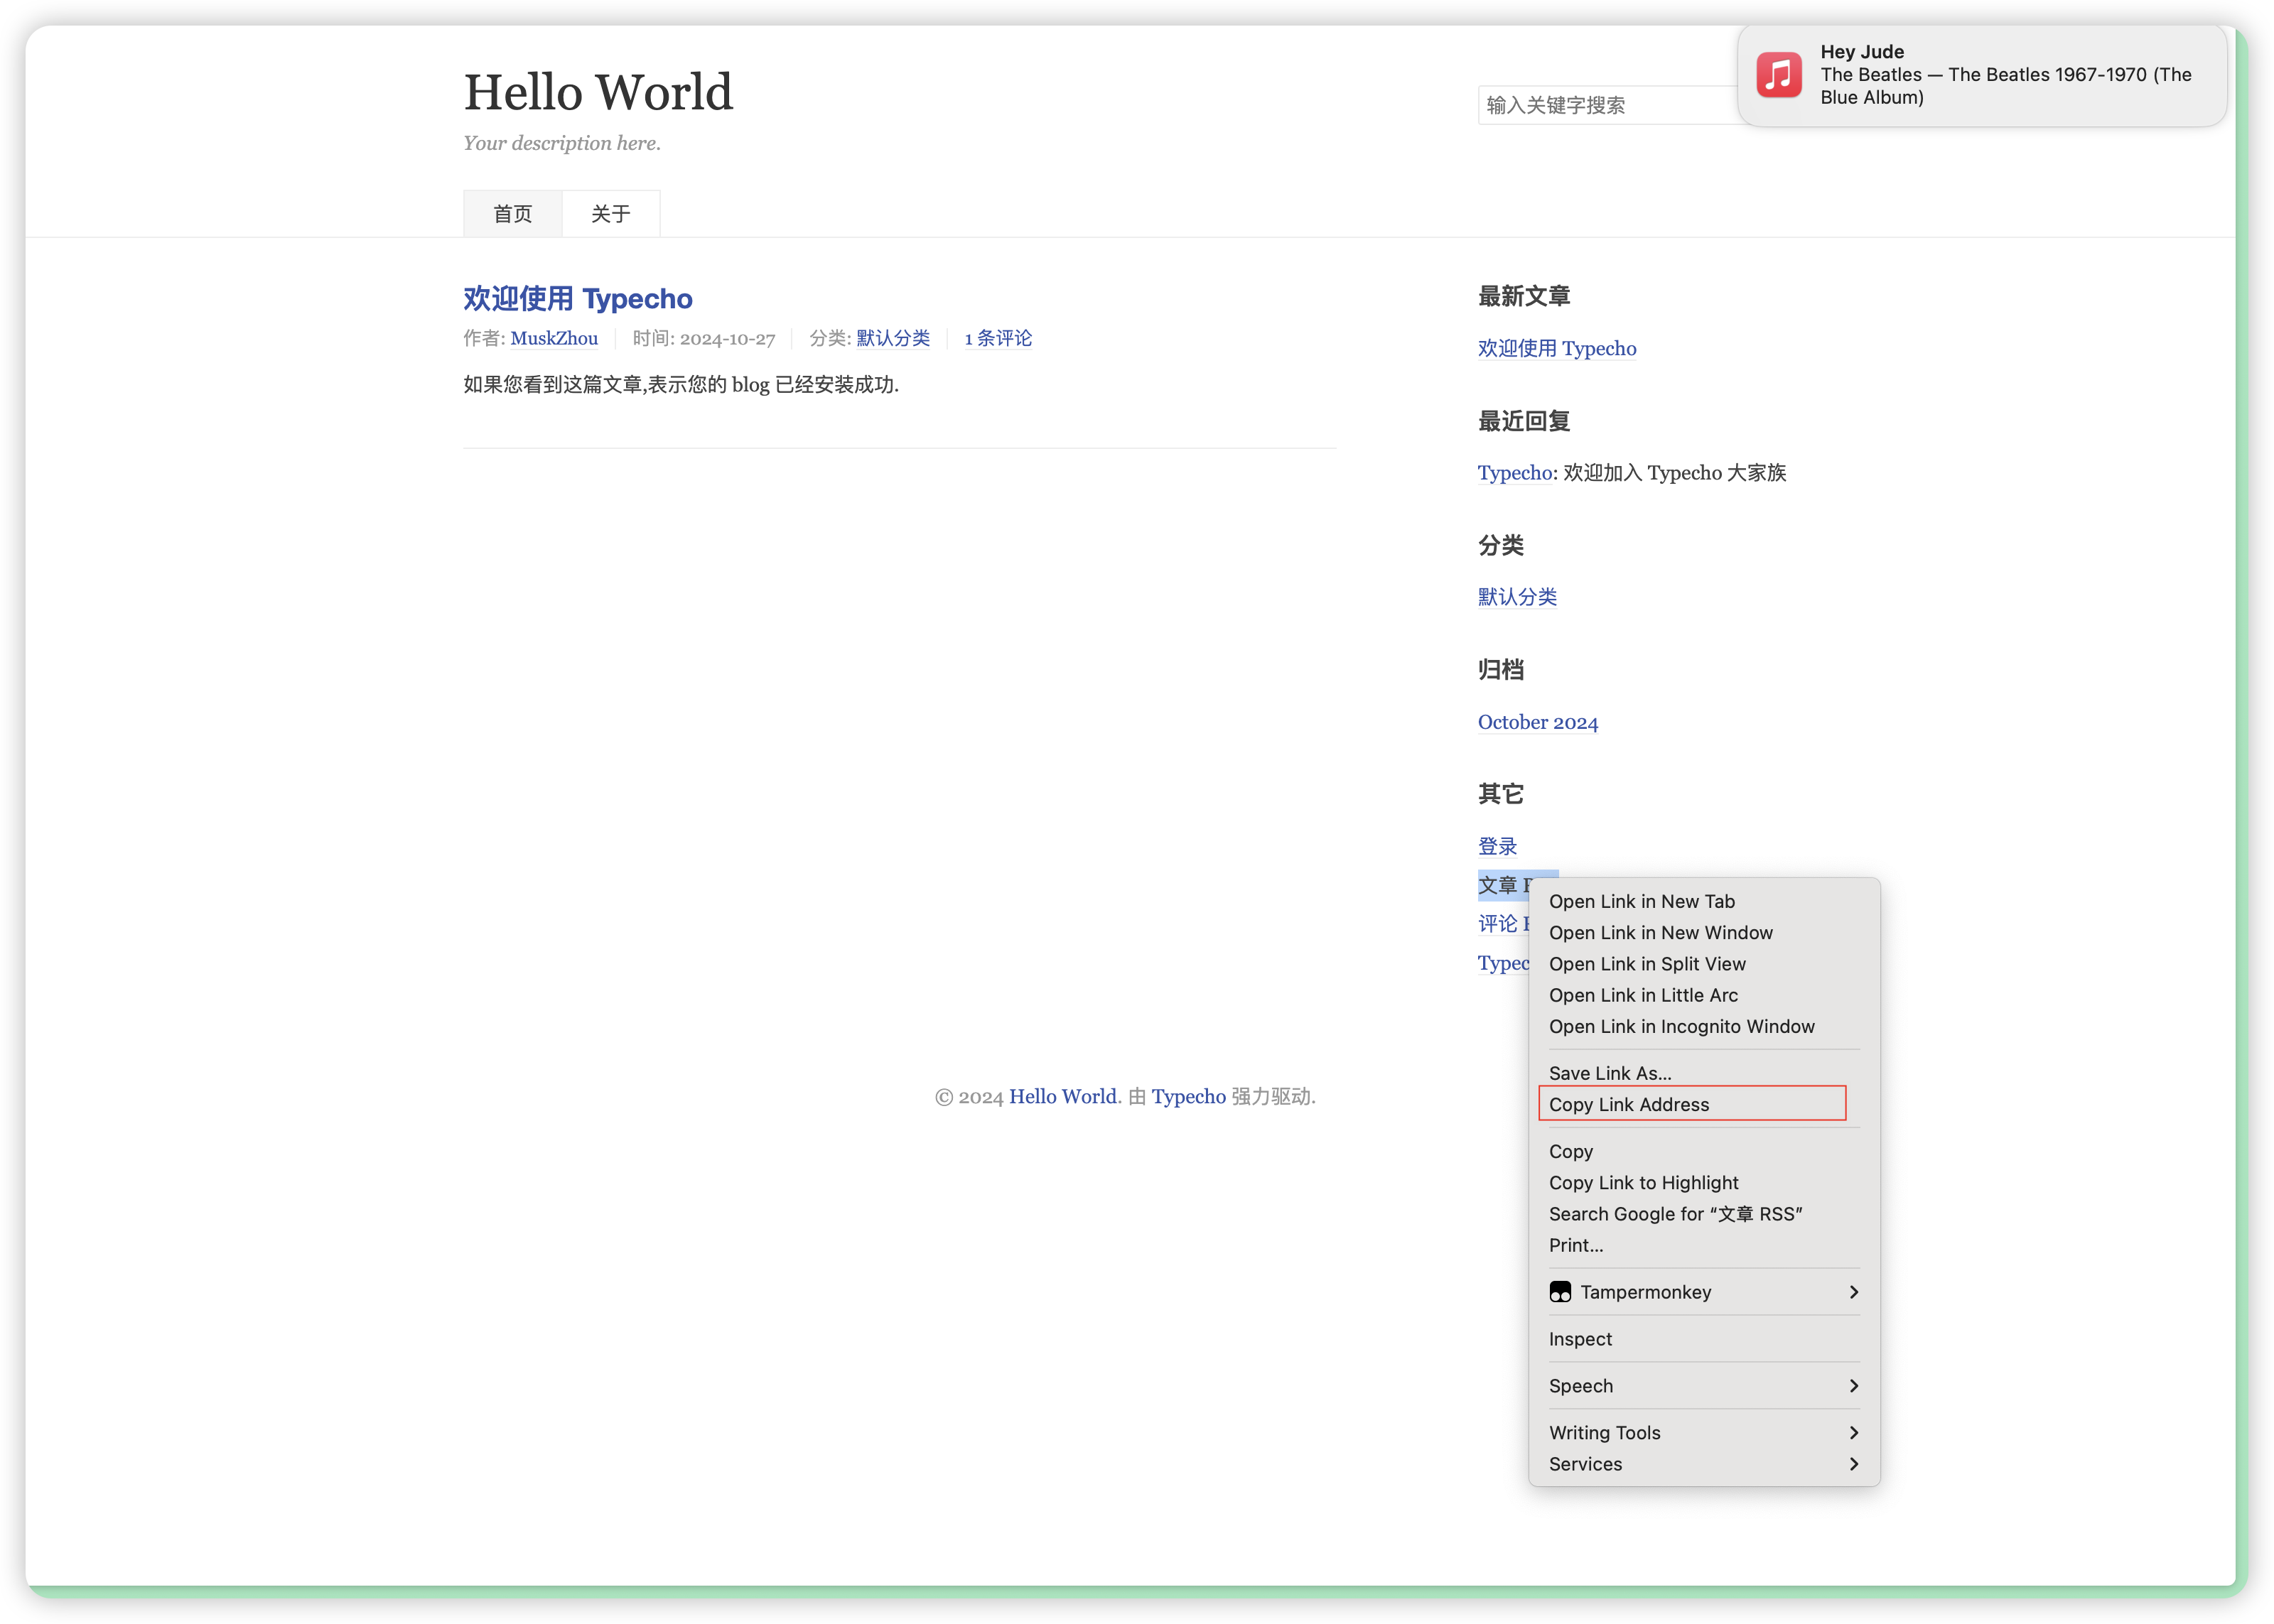 Hello World
Your description here.
输入关键字搜索
Hey Jude
The Beatles — The Beatles 1967-1970 (The
Blue Album)
首页
关于
欢迎使用 Typecho
作者: MuskZhou 时间: 2024-10-27 分类: 默认分类 1 条评论
如果您看到这篇文章,表示您的 blog 已经安装成功.
最新文章
欢迎使用 Typecho
最近回复
Typecho: 欢迎加入 Typecho 大家族
分类
默认分类
归档
October 2024
其它
登录
文章
评论
Open Link in New Tab
Open Link in New Window
Open Link in Split View
Open Link in Little Arc
Open Link in Incognito Window
Save Link As...
Copy Link Address
Copy
Copy Link to Highlight
Search Google for “文章 RSS”
Print...
Tampermonkey
Inspect
Speech
Writing Tools
Services
© 2024 Hello World. 由 Typecho 强力驱动.